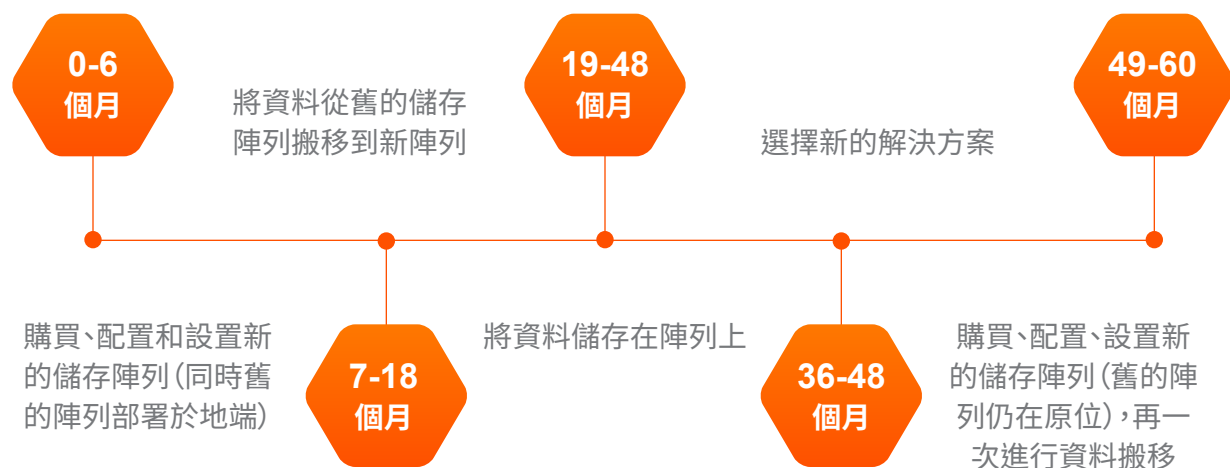 0-6
個月
購買、配置和設置新
的儲存陣列（同時舊
的陣列部署於地端）
將資料從舊的儲存
陣列搬移到新陣列
7-18
個月
19-48
個月
將資料儲存在陣列上
選擇新的解決方案
36-48
個月
49-60
個月
購買、配置、設置新
的儲存陣列（舊的陣
列仍在原位），再一
次進行資料搬移